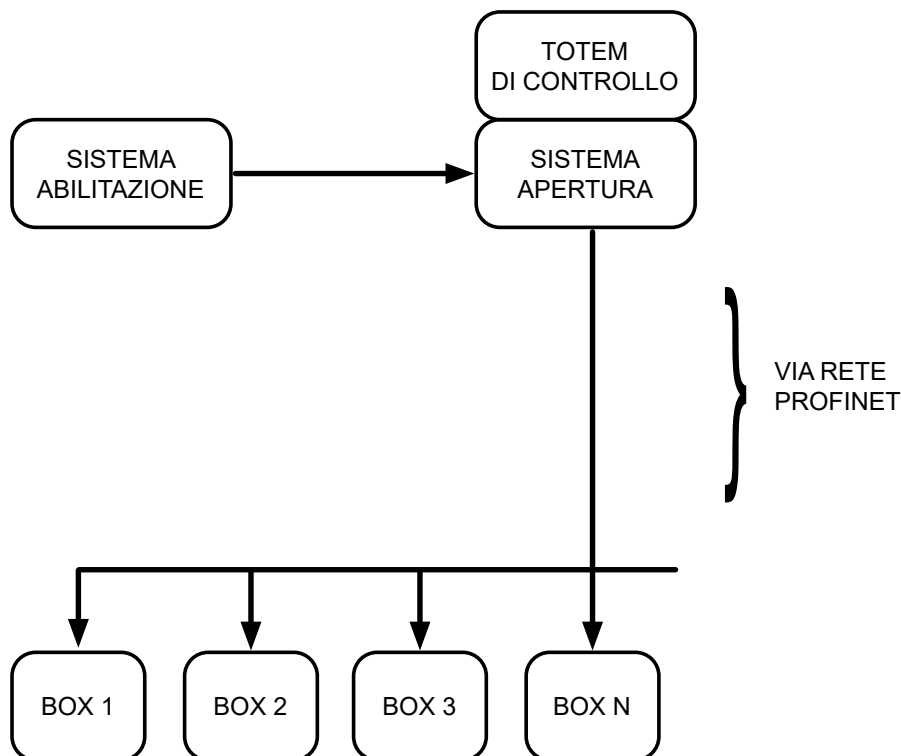 TOTEM
DI CONTROLLO
SISTEMA
ABILITAZIONE
SISTEMA
APERTURA
VIA RETE
PROFINET
BOX 1
BOX 2
BOX 3
BOX N